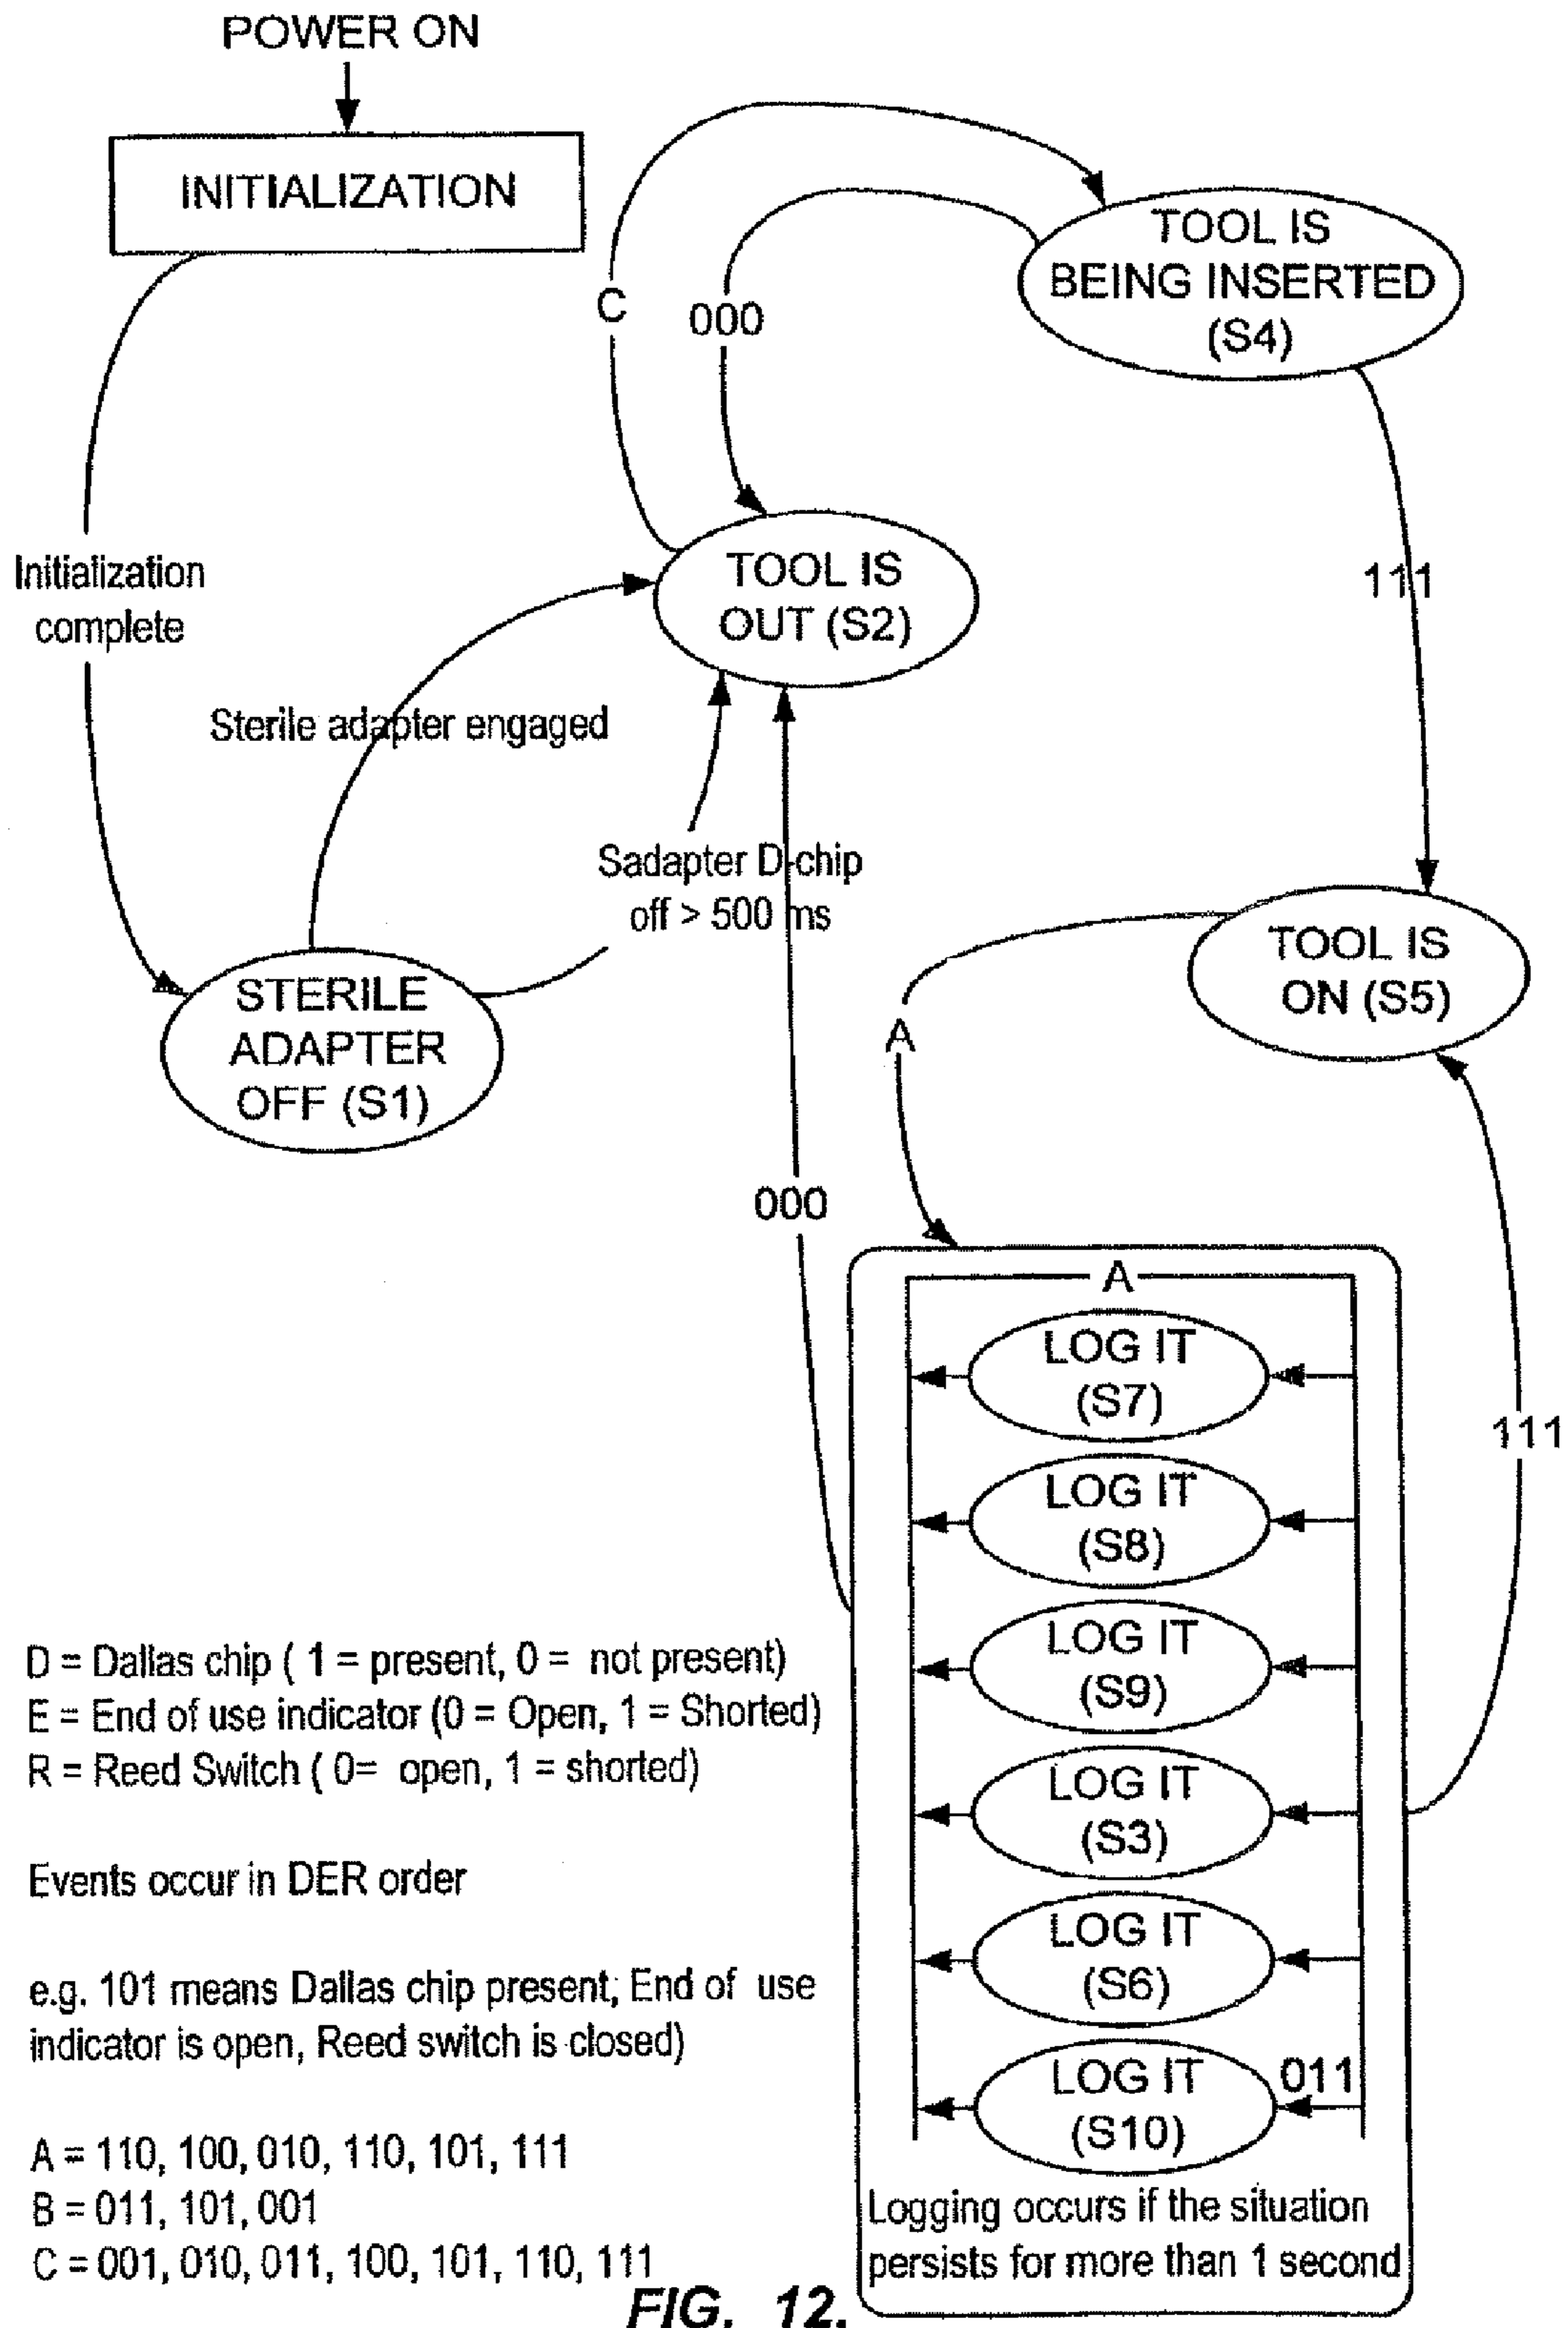 POWER ON
INITIALIZATION
C
000
TOOL IS
BEING INSERTED
(S4)
Initialization
complete
TOOL IS
OUT (S2)
111
Sterile adapter engaged
Sadapter D-chip
off > 500 ms
STERILE
ADAPTER
OFF (S1)
TOOL IS
ON (S5)
A
000
A
LOG IT
(S7)
LOG IT
(S8)
LOG IT
(S9)
LOG IT
(S3)
LOG IT
(S6)
LOG IT
(S10)
011
111
Logging occurs if the situation
persists for more than 1 second
D = Dallas chip ( 1 = present, 0 = not present)
E = End of use indicator (0 = Open, 1 = Shorted)
R = Reed Switch ( 0= open, 1 = shorted)
Events occur in DER order
e.g. 101 means Dallas chip present; End of use
indicator is open, Reed switch is closed)
A = 110, 100, 010, 110, 101, 111
B = 011, 101, 001
C = 001, 010, 011, 100, 101, 110, 111
FIG. 12.